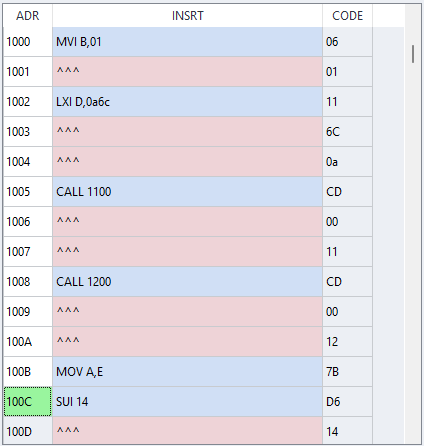 ADR INSRT CODE
1000 MVI B,01 06
1001 ^^^ 01
1002 LXI D,0a6c 11
1003 ^^^ 6C
1004 ^^^ 0a
1005 CALL 1100 CD
1006 ^^^ 00
1007 ^^^ 11
1008 CALL 1200 CD
1009 ^^^ 00
100A ^^^ 12
100B MOV A,E 7B
100C SUI 14 D6
100D ^^^ 14